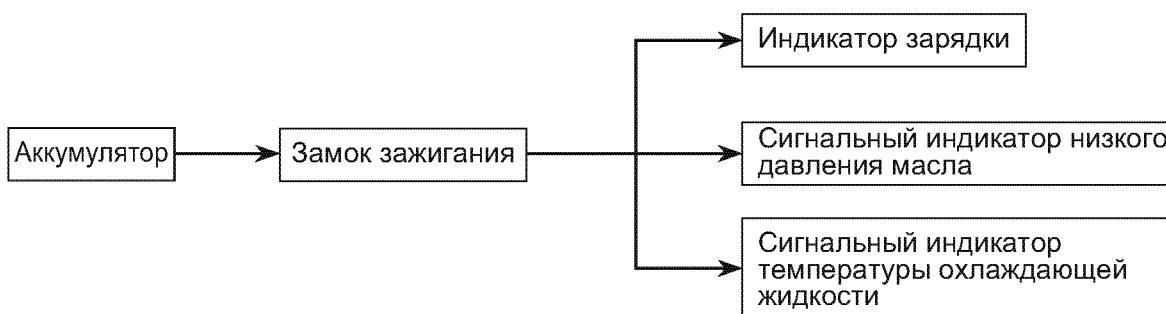 Индикатор зарядки
Аккумулятор
Замок зажигания
Сигнальный индикатор низкого
давления масла
Сигнальный индикатор
температуры охлаждающей
жидкости